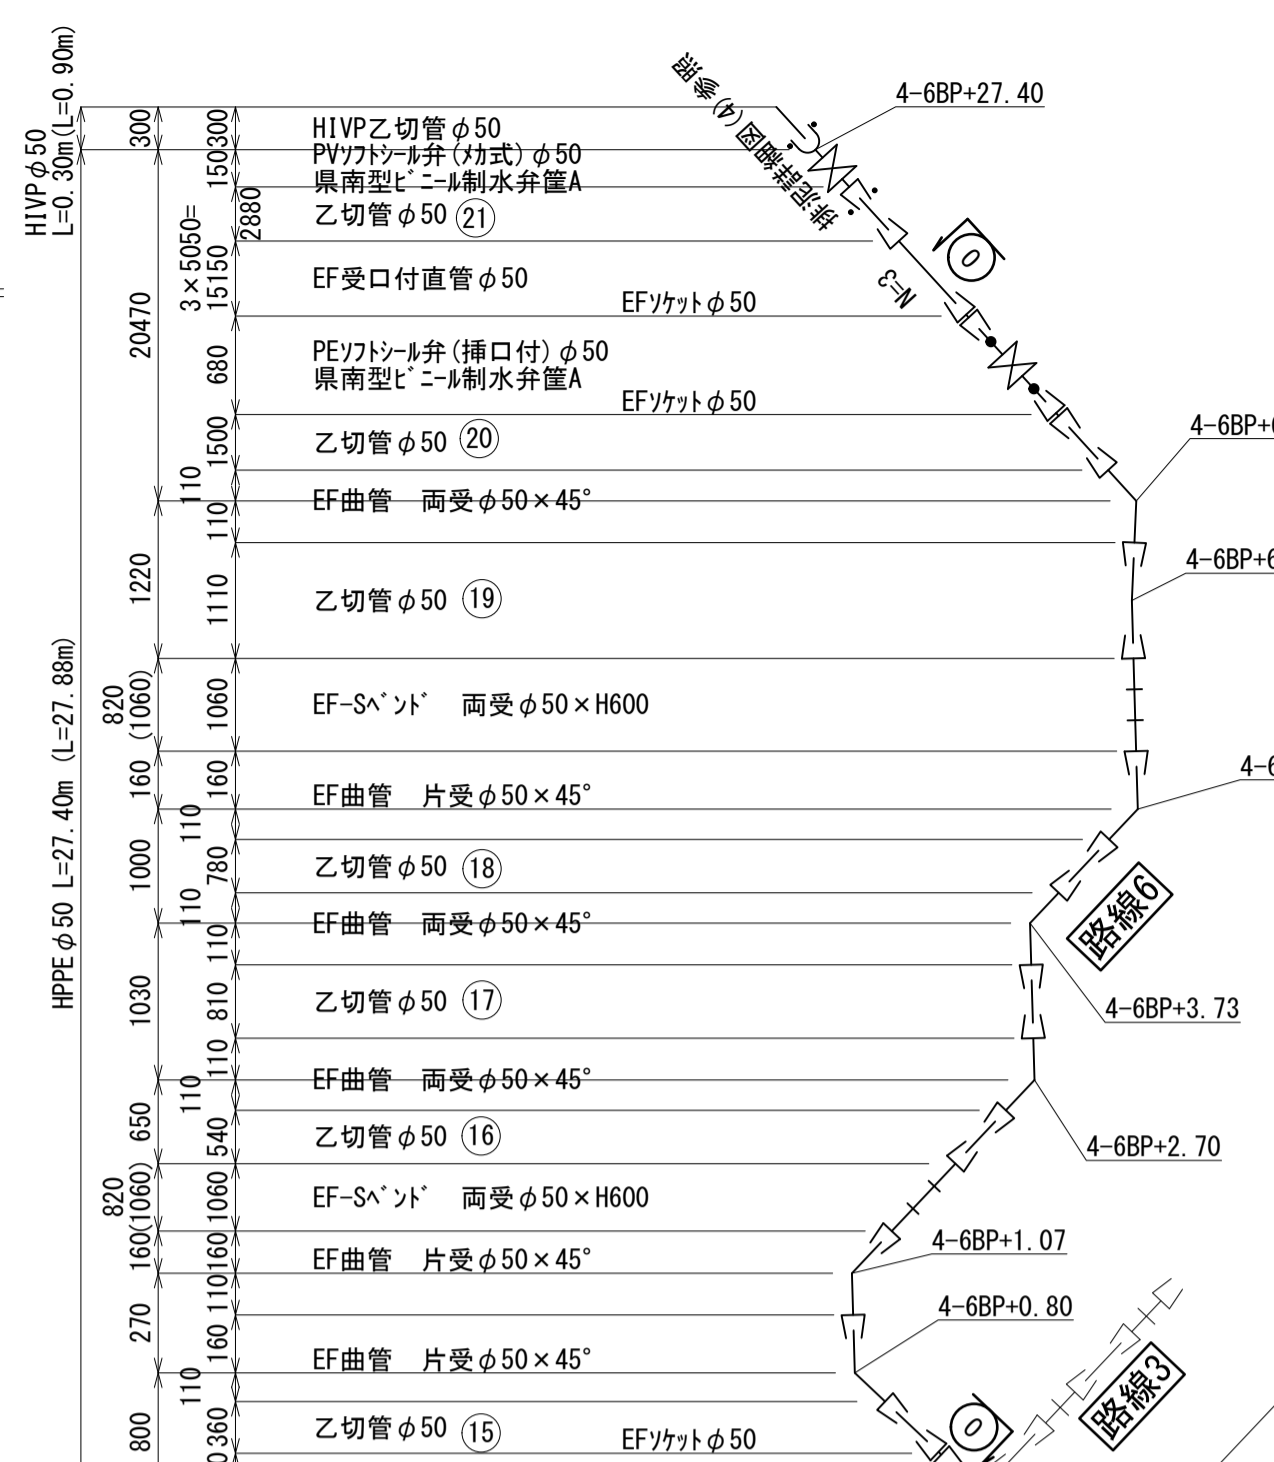 HIVPφ50
L=0.30m(L=0.90m)
HPPEφ50 L=27.40m (L=27.88m)
300
20470
1220
820
(1060)
160
1000
1030
650
820
(1060)
160
270
800
300
150
2880
3×5050=
15150
680
1500
110
110
1110
1060
160
110
780
110
110
810
110
110
540
1060
160
110
160
110
360
HIVP乙切管φ50
PVソフトシール弁(メカ式)φ50
県南型ビニール制水弁筐A
乙切管φ50 ㉑
EF受口付直管φ50
EFソケットφ50
PEソフトシール弁(挿口付)φ50
県南型ビニール制水弁筐A
EFソケットφ50
乙切管φ50 ⑳
EF曲管 両受φ50×45°
乙切管φ50 ⑲
EF-Sベンド 両受φ50×H600
EF曲管 片受φ50×45°
乙切管φ50 ⑱
EF曲管 両受φ50×45°
乙切管φ50 ⑰
EF曲管 両受φ50×45°
乙切管φ50 ⑯
EF-Sベンド 両受φ50×H600
EF曲管 片受φ50×45°
EF曲管 片受φ50×45°
乙切管φ50 ⑮
EFソケットφ50
排泥詳細図(4)参照
4-6BP+27.40
0
N=3
4-6BP+6
4-6BP+6
4-6
路線6
4-6BP+3.73
4-6BP+2.70
4-6BP+1.07
4-6BP+0.80
路線3
0